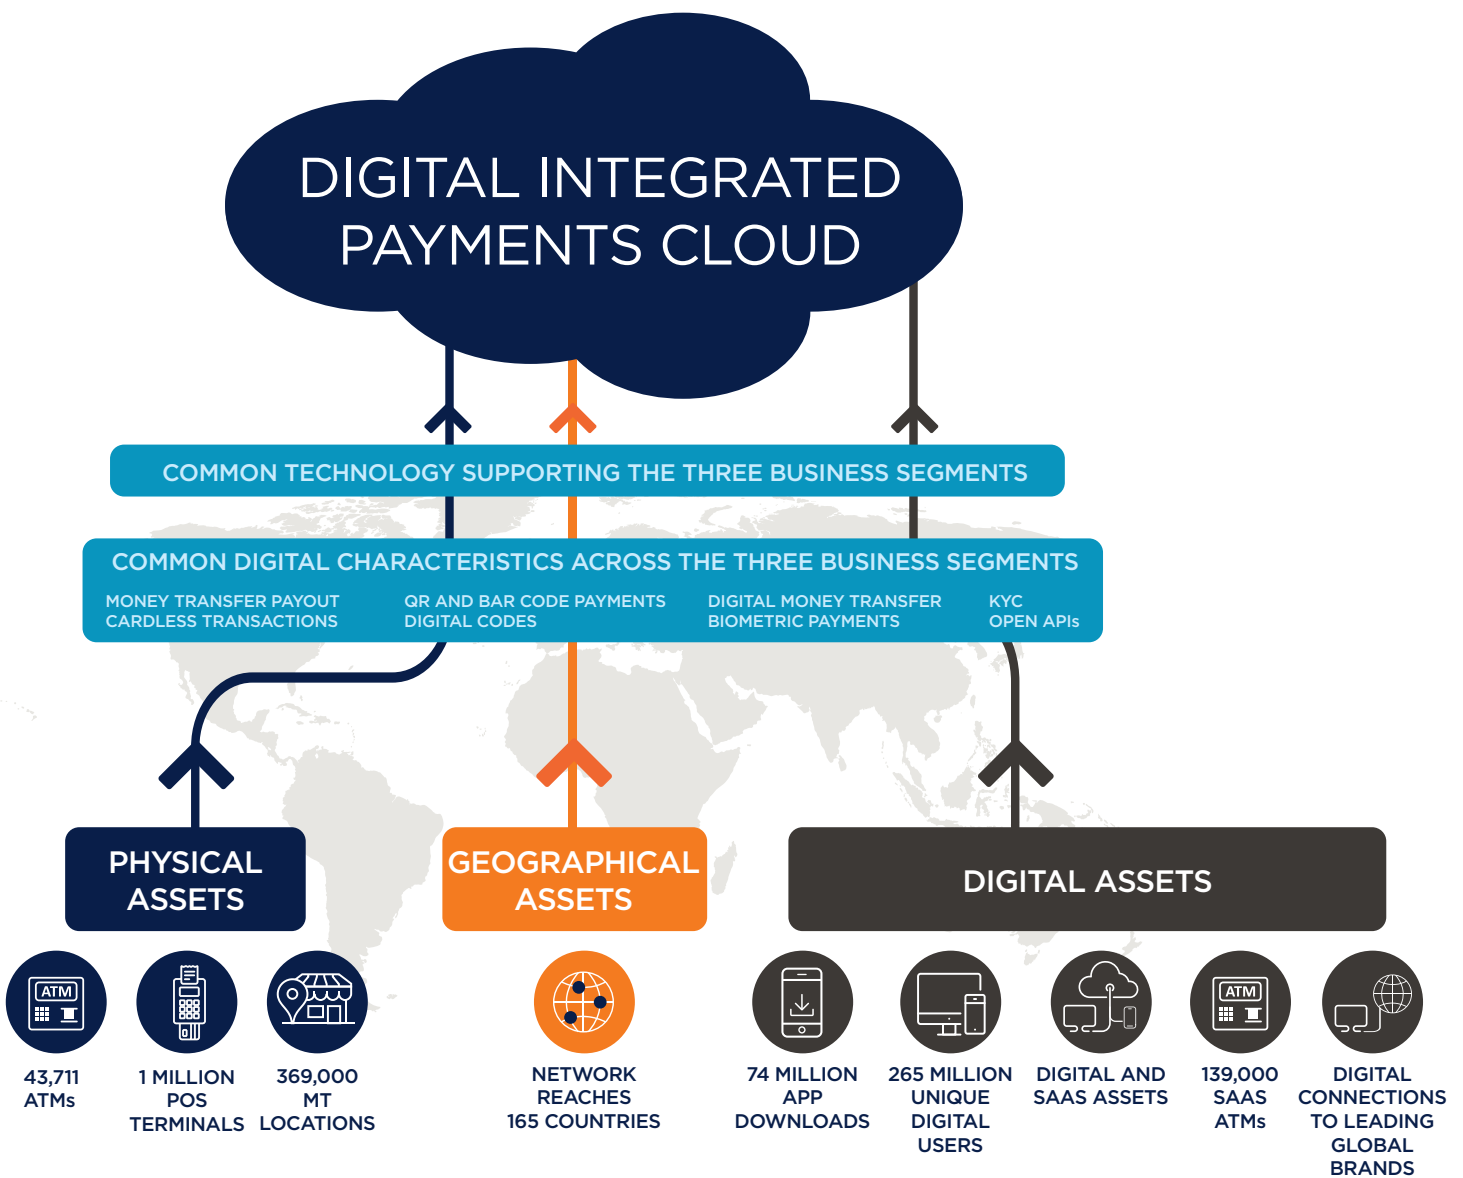 DIGITAL INTEGRATED
PAYMENTS CLOUD
COMMON TECHNOLOGY SUPPORTING THE THREE BUSINESS SEGMENTS
COMMON DIGITAL CHARACTERISTICS ACROSS THE THREE BUSINESS SEGMENTS
MONEY TRANSFER PAYOUT
CARDLESS TRANSACTIONS
QR AND BAR CODE PAYMENTS
DIGITAL CODES
DIGITAL MONEY TRANSFER
BIOMETRIC PAYMENTS
KYC
OPEN APIs
PHYSICAL
ASSETS
GEOGRAPHICAL
ASSETS
DIGITAL ASSETS
ATM
43,711
ATMs
1 MILLION
POS
TERMINALS
369,000
MT
LOCATIONS
NETWORK
REACHES
165 COUNTRIES
74 MILLION
APP
DOWNLOADS
265 MILLION
UNIQUE
DIGITAL
USERS
DIGITAL AND
SAAS ASSETS
ATM
139,000
SAAS
ATMs
DIGITAL
CONNECTIONS
TO LEADING
GLOBAL
BRANDS